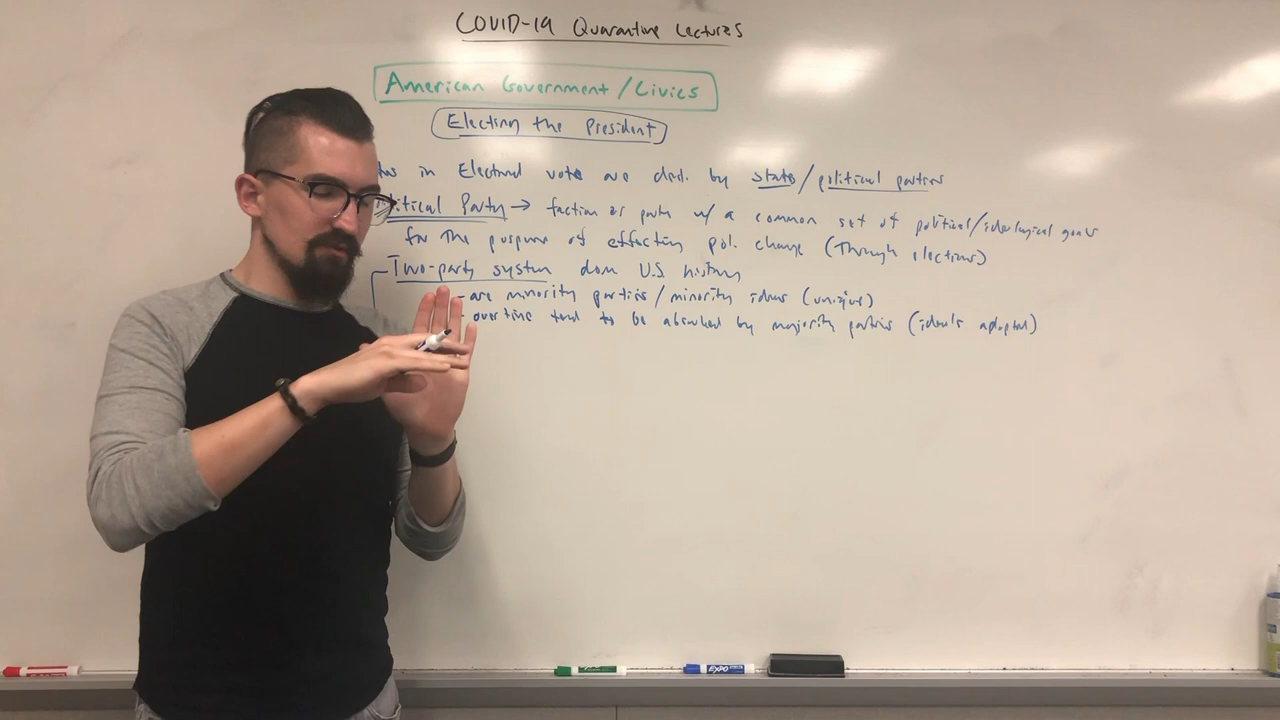 COVID-19 Quarantine Lectures
American Government/Civics
Electing the President
in Electoral vote are ded. by states/political parties
Political Party → faction or party w/ a common set of political/ideological goals
for the purpose of effecting pol. change (through elections)
Two-party system dom U.S. history
- are minority parties/minority ideas (unique)
- overtime tend to be absorbed by majority parties (ideals adopted)
EXPO